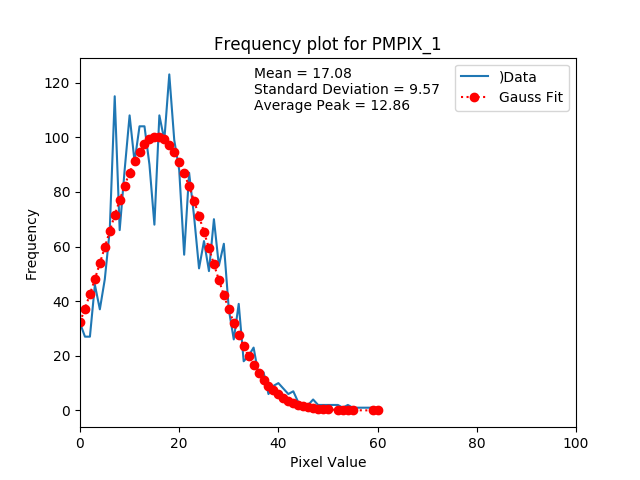 Frequency plot for PMPIX_1
Mean = 17.08
Standard Deviation = 9.57
Average Peak = 12.86
)Data
Gauss Fit
Frequency
120
100
80
60
40
20
0
0 20 40 60 80 100
Pixel Value